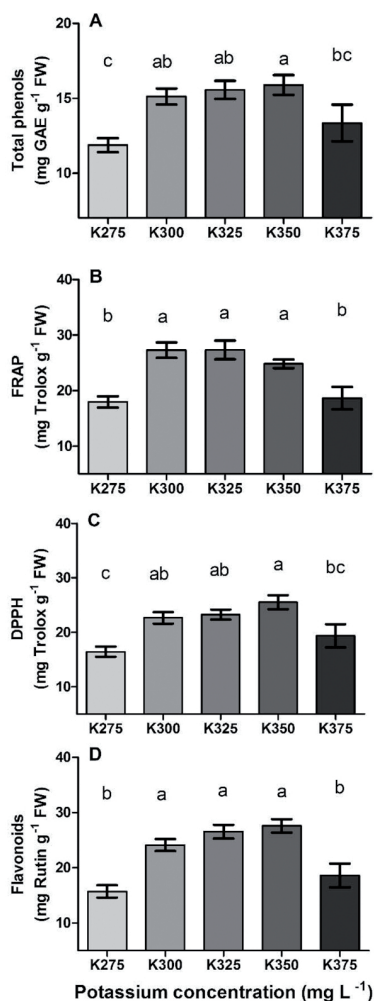 A
Total phenols
(mg GAE g⁻¹ FW)
20
15
10
c ab ab a bc
K275 K300 K325 K350 K375
B
FRAP
(mg Trolox g⁻¹ FW)
40
30
20
10
b a a a b
K275 K300 K325 K350 K375
C
DPPH
(mg Trolox g⁻¹ FW)
40
30
20
10
c ab ab a bc
K275 K300 K325 K350 K375
D
Flavonoids
(mg Rutin g⁻¹ FW)
40
30
20
10
b a a a b
K275 K300 K325 K350 K375
Potassium concentration (mg L ⁻¹)